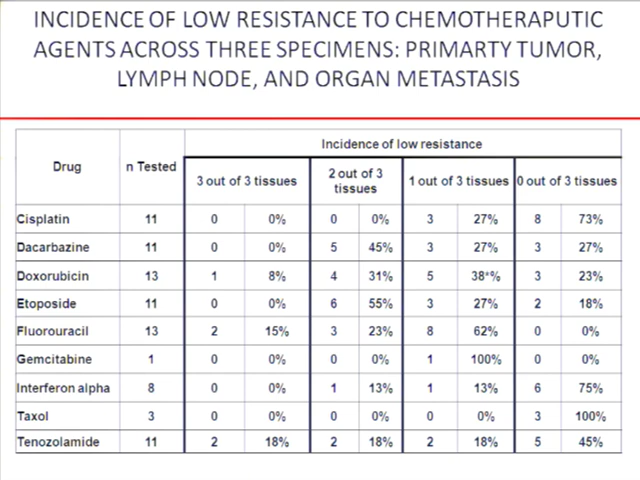 INCIDENCE OF LOW RESISTANCE TO CHEMOTHERAPUTIC
AGENTS ACROSS THREE SPECIMENS: PRIMARTY TUMOR,
LYMPH NODE, AND ORGAN METASTASIS
Drug n Tested Incidence of low resistance
3 out of 3 tissues 2 out of 3 tissues 1 out of 3 tissues 0 out of 3 tissues
Cisplatin 11 0 0% 0 0% 3 27% 8 73%
Dacarbazine 11 0 0% 5 45% 3 27% 3 27%
Doxorubicin 13 1 8% 4 31% 5 38*% 3 23%
Etoposide 11 0 0% 6 55% 3 27% 2 18%
Fluorouracil 13 2 15% 3 23% 8 62% 0 0%
Gemcitabine 1 0 0% 0 0% 1 100% 0 0%
Interferon alpha 8 0 0% 1 13% 1 13% 6 75%
Taxol 3 0 0% 0 0% 0 0% 3 100%
Tenozolamide 11 2 18% 2 18% 2 18% 5 45%